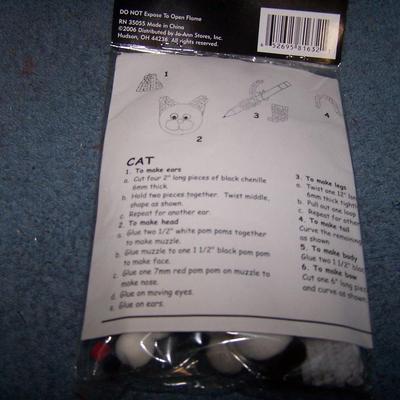 DO NOT Expose To Open Flame
RN 35055 Made in China
©2006 Distributed by Jo-Ann Stores, Inc.
Hudson, OH 44236 All rights reserved.
8 52695 81632
1
2
3
4
CAT
1. To make ears
a. Cut four 2" long pieces of black chenille
6mm thick.
b. Hold two pieces together. Twist middle,
shape as shown.
c. Repeat for another ear.
2. To make head
a. Glue two 1/2" white pom poms together
to make muzzle.
b. Glue muzzle to one 1 1/2" black pom pom
to make face.
c. Glue one 7mm red pom pom on muzzle to
make nose.
d. Glue on moving eyes.
e. Glue on ears.
3. To make legs
a. Twist one 12" lon
6mm thick tightl
b. Pull out one loop
c. Repeat for other
4. To make tail
Curve the remaining
as shown
5. To make body
Glue two 1 1/2" bl
6. To make bow
Cut one 6" long pi
and curve as shown